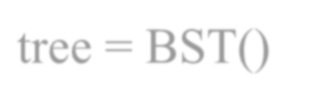 tree = BST()